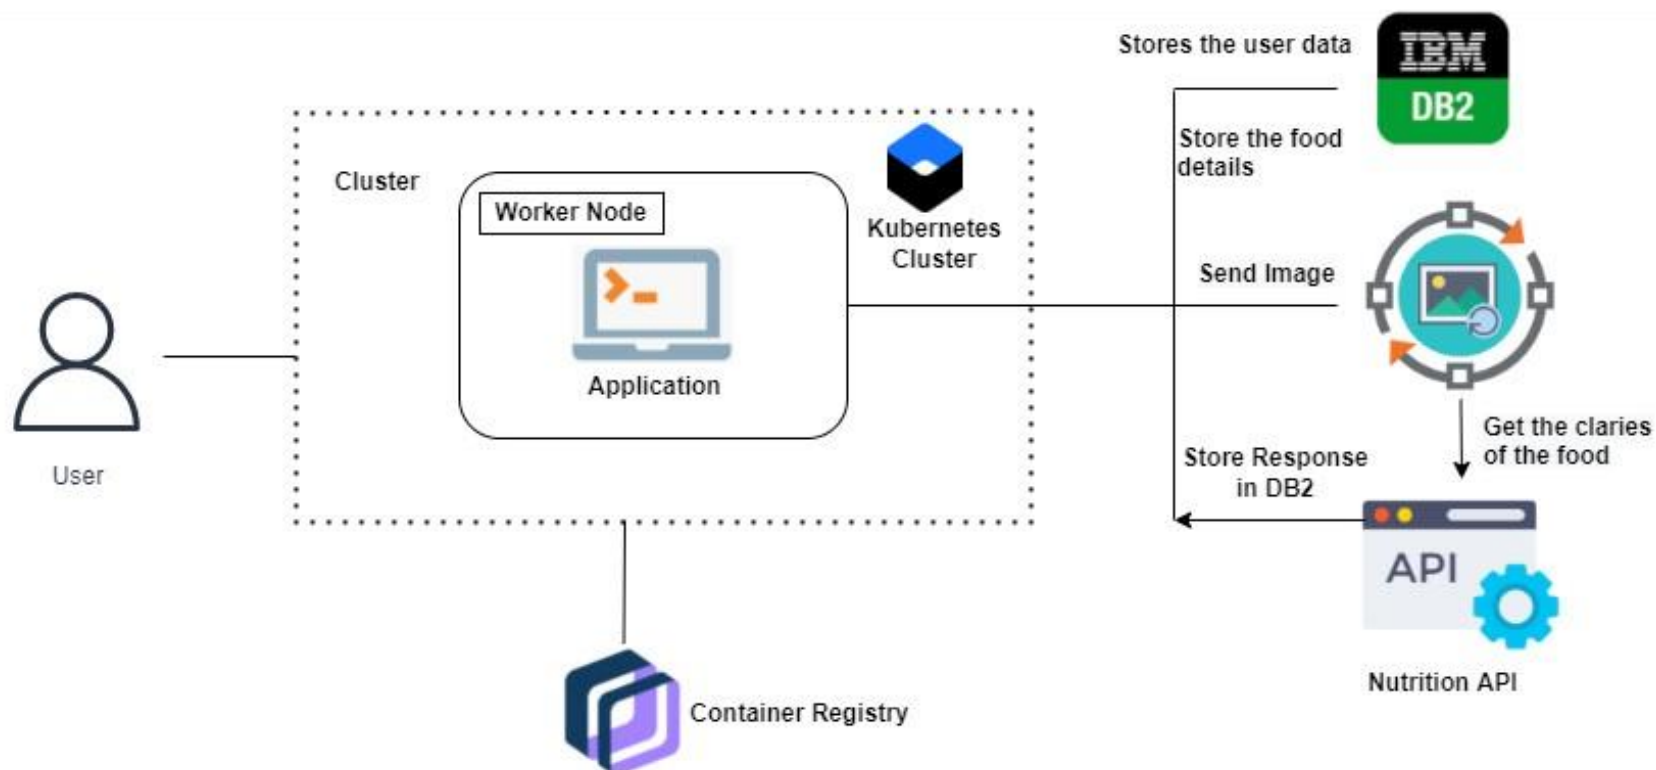 Stores the user data
IBM
DB2
Store the food
details
Cluster
Worker Node
Kubernetes
Cluster
Send Image
Application
User
Get the claries
of the food
Store Response
in DB2
API
Nutrition API
Container Registry